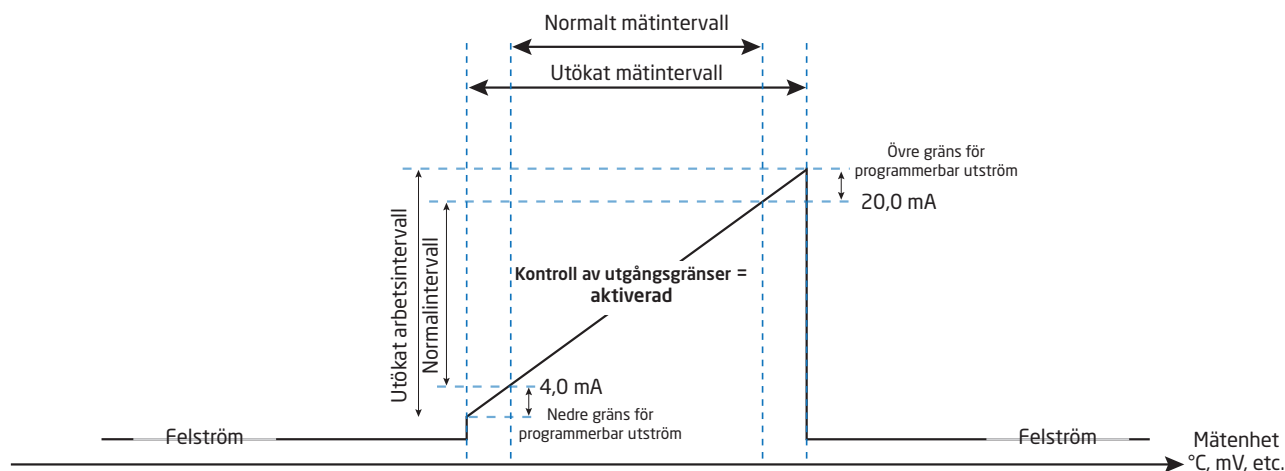 Normalt mätintervall
Utökat mätintervall
Övre gräns för
programmerbar utström
20,0 mA
Utökat arbetsintervall
Normalintervall
Kontroll av utgångsgränser =
aktiverad
4,0 mA
Nedre gräns för
programmerbar utström
Felström
Felström
Mätenhet
°C, mV, etc.